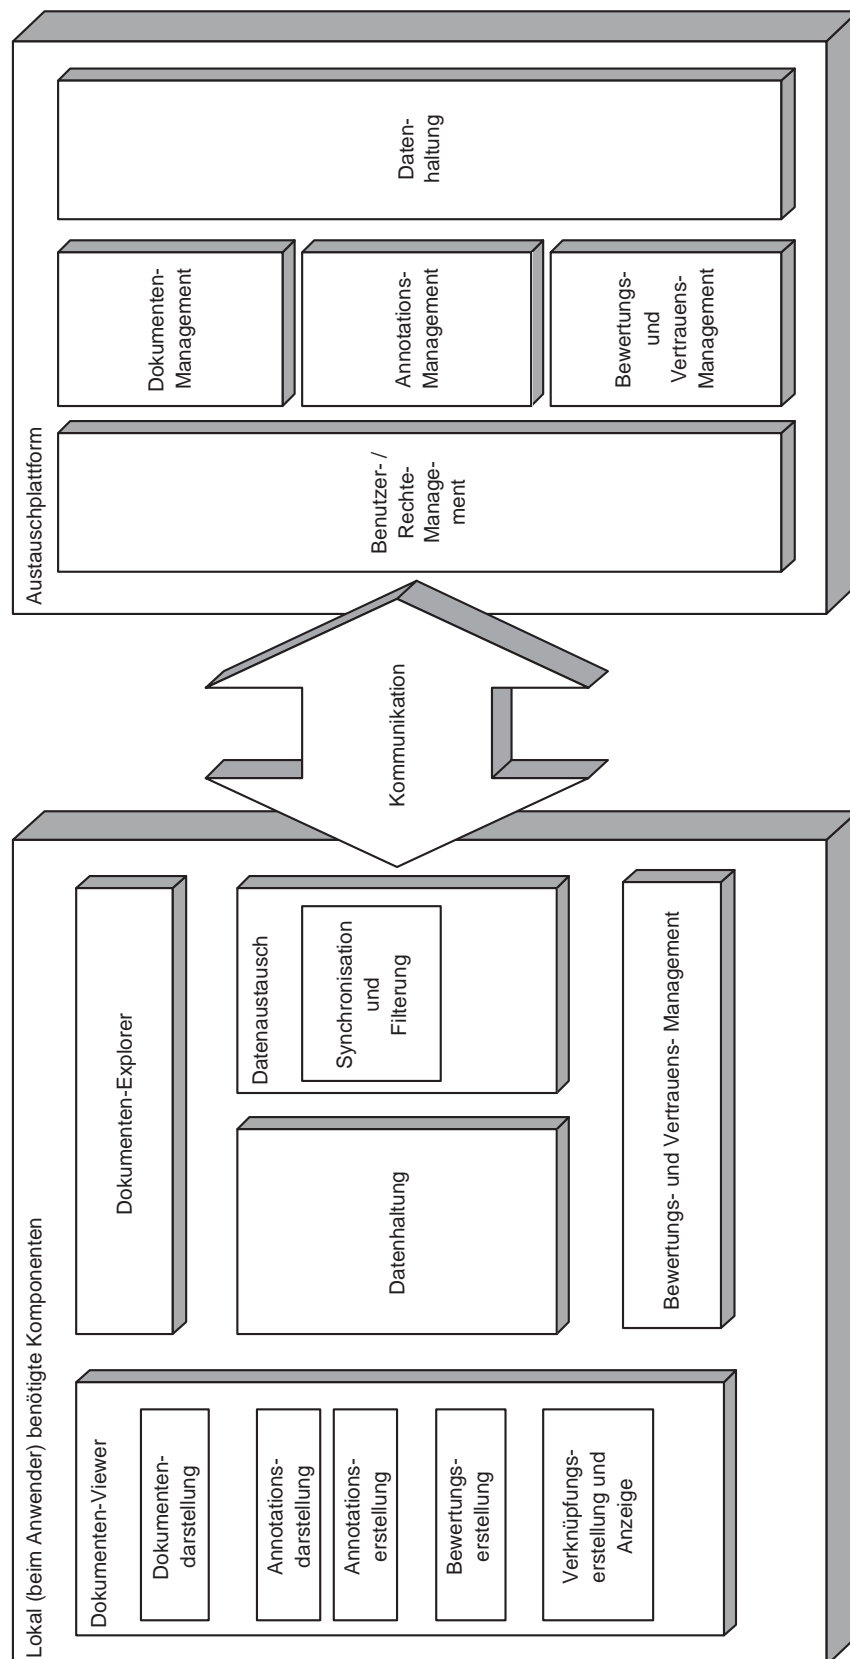 Lokal (beim Anwender) benötigte Komponenten
Dokumenten-Viewer
Dokumenten-
darstellung
Annotations-
darstellung
Annotations-
erstellung
Bewertungs-
erstellung
Verknüpfungs-
erstellung und
Anzeige
Dokumenten-Explorer
Datenhaltung
Datenaustausch
Synchronisation
und
Filterung
Bewertungs- und Vertrauens- Management
Kommunikation
Austauschplattform
Benutzer- /
Rechte-
Manage-
ment
Dokumenten-
Management
Annotations-
Management
Bewertungs-
und
Vertrauens-
Management
Daten-
haltung